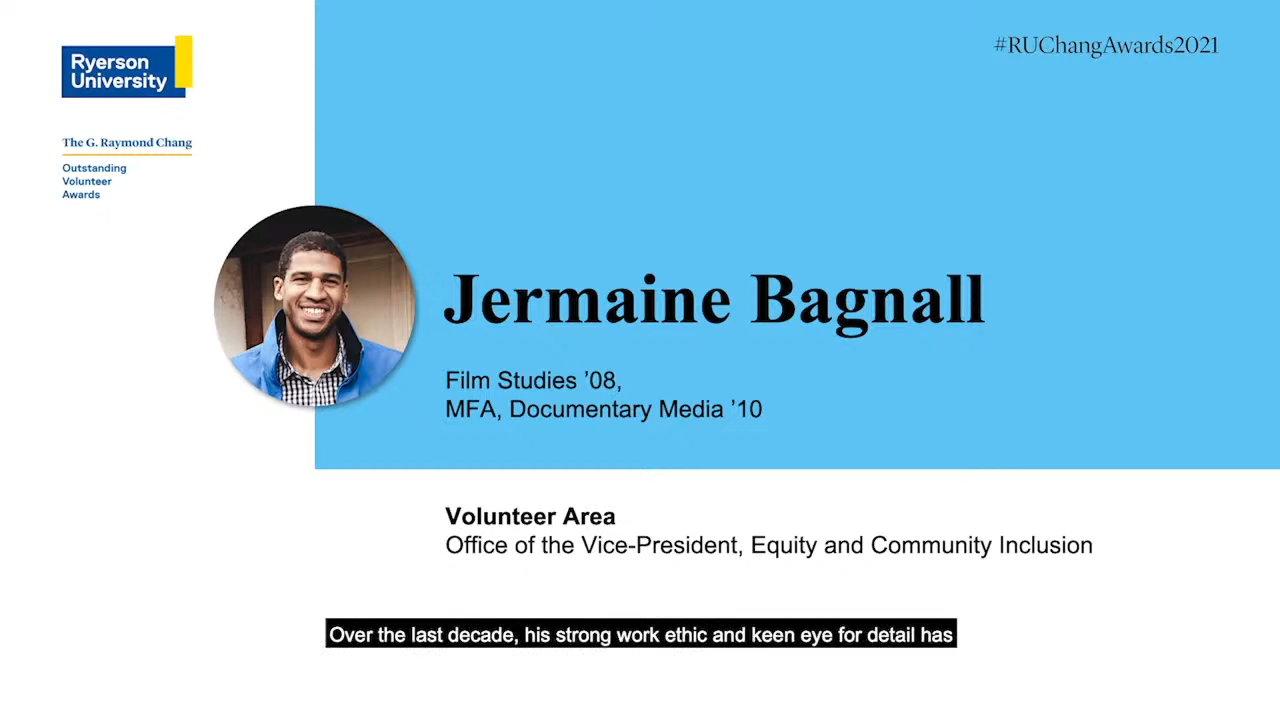 Ryerson
University
#RUChangAwards2021
The G. Raymond Chang
Outstanding
Volunteer
Awards
Jermaine Bagnall
Film Studies ’08,
MFA, Documentary Media ’10
Volunteer Area
Office of the Vice-President, Equity and Community Inclusion
Over the last decade, his strong work ethic and keen eye for detail has